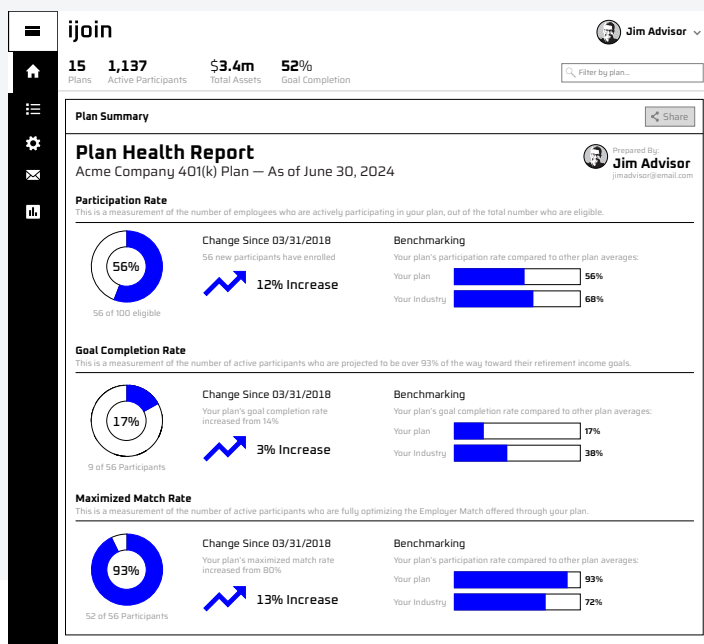 ijoin
Jim Advisor
15 1,137 $3.4m 52%
Plans Active Participants Total Assets Goal Completion
Filter by plan...
Plan Summary
Share
Plan Health Report
Acme Company 401(k) Plan — As of June 30, 2024
Prepared By:
Jim Advisor
jimadvisor@email.com
Participation Rate
This is a measurement of the number of employees who are actively participating in your plan, out of the total number who are eligible.
56%
56 of 100 eligible
Change Since 03/31/2018
56 new participants have enrolled
12% Increase
Benchmarking
Your plan's participation rate compared to other plan averages:
Your plan 56%
Your Industry 68%
Goal Completion Rate
This is a measurement of the number of active participants who are projected to be over 93% of the way toward their retirement income goals.
17%
9 of 56 Participants
Change Since 03/31/2018
Your plan's goal completion rate
increased from 14%
3% Increase
Benchmarking
Your plan's goal completion rate compared to other plan averages:
Your plan 17%
Your Industry 38%
Maximized Match Rate
This is a measurement of the number of active participants who are fully optimizing the Employer Match offered through your plan.
93%
52 of 56 Participants
Change Since 03/31/2018
Your plan's maximized match rate
increased from 80%
13% Increase
Benchmarking
Your plan's participation rate compared to other plan averages:
Your plan 93%
Your Industry 72%